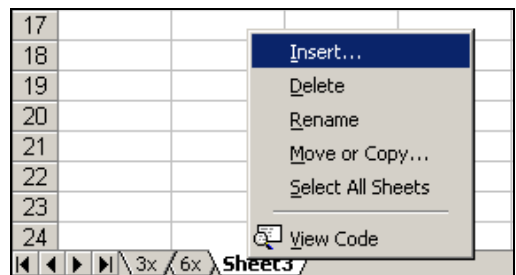 17
18
Insert...
19
Delete
20
Rename
21
Move or Copy...
22
Select All Sheets
23
24
View Code
3x
6x
Sheet3